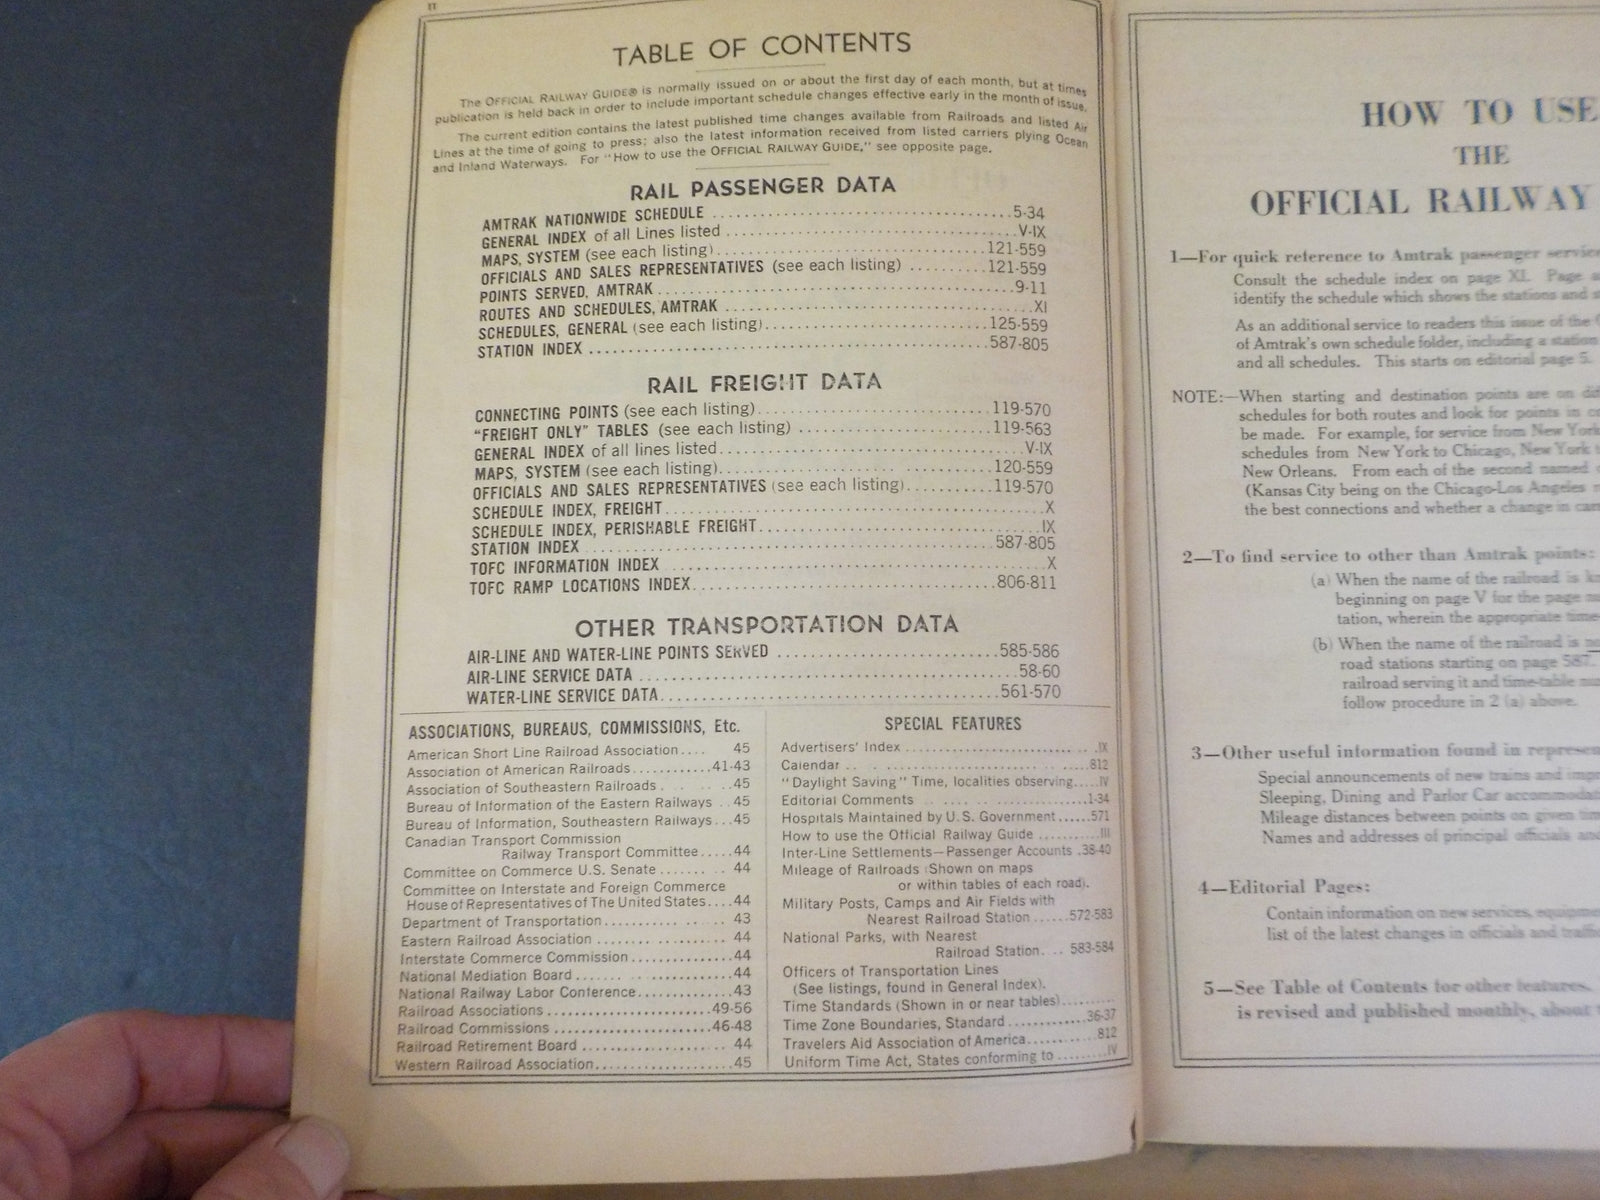 II
TABLE OF CONTENTS
The OFFICIAL RAILWAY GUIDE® is normally issued on or about the first day of each month, but at times
publication is held back in order to include important schedule changes effective early in the month of issue.
The current edition contains the latest published time changes available from Railroads and listed Air
Lines at the time of going to press; also the latest information received from listed carriers plying Ocean
and Inland Waterways. For "How to use the OFFICIAL RAILWAY GUIDE," see opposite page.
RAIL PASSENGER DATA
AMTRAK NATIONWIDE SCHEDULE ........ 5-34
GENERAL INDEX of all Lines listed ........ V-IX
MAPS, SYSTEM (see each listing) ........ 121-559
OFFICIALS AND SALES REPRESENTATIVES (see each listing) ........ 121-559
POINTS SERVED, AMTRAK ........ 9-11
ROUTES AND SCHEDULES, AMTRAK ........ XI
SCHEDULES, GENERAL (see each listing) ........ 125-559
STATION INDEX ........ 587-805
RAIL FREIGHT DATA
CONNECTING POINTS (see each listing) ........ 119-570
"FREIGHT ONLY" TABLES (see each listing) ........ 119-563
GENERAL INDEX of all lines listed ........ V-IX
MAPS, SYSTEM (see each listing) ........ 120-559
OFFICIALS AND SALES REPRESENTATIVES (see each listing) ........ 119-570
SCHEDULE INDEX, FREIGHT ........ X
SCHEDULE INDEX, PERISHABLE FREIGHT ........ IX
STATION INDEX ........ 587-805
TOFC INFORMATION INDEX ........ X
TOFC RAMP LOCATIONS INDEX ........ 806-811
OTHER TRANSPORTATION DATA
AIR-LINE AND WATER-LINE POINTS SERVED ........ 585-586
AIR-LINE SERVICE DATA ........ 58-60
WATER-LINE SERVICE DATA ........ 561-570
ASSOCIATIONS, BUREAUS, COMMISSIONS, Etc.
American Short Line Railroad Association .... 45
Association of American Railroads ........ 41-43
Association of Southeastern Railroads ........ 45
Bureau of Information of the Eastern Railways .. 45
Bureau of Information, Southeastern Railways ... 45
Canadian Transport Commission
Railway Transport Committee ..... 44
Committee on Commerce U.S. Senate ........ 44
Committee on Interstate and Foreign Commerce
House of Representatives of The United States .... 44
Department of Transportation ........ 43
Eastern Railroad Association ........ 44
Interstate Commerce Commission ........ 44
National Mediation Board ........ 44
National Railway Labor Conference ........ 43
Railroad Associations ........ 49-56
Railroad Commissions ........ 46-48
Railroad Retirement Board ........ 44
Western Railroad Association ........ 45
SPECIAL FEATURES
Advertisers' Index ........ IX
Calendar ........ 812
"Daylight Saving" Time, localities observing ..... IV
Editorial Comments ........ 1-34
Hospitals Maintained by U.S. Government ...... 571
How to use the Official Railway Guide ........ III
Inter-Line Settlements—Passenger Accounts . 38-40
Mileage of Railroads (Shown on maps
or within tables of each road).
Military Posts, Camps and Air Fields with
Nearest Railroad Station ...... 572-583
National Parks, with Nearest
Railroad Station .... 583-584
Officers of Transportation Lines
(See listings, found in General Index).
Time Standards (Shown in or near tables) ........
Time Zone Boundaries, Standard ........ 36-37
Travelers Aid Association of America ........ 812
Uniform Time Act, States conforming to ........ IV
HOW TO USE
THE
OFFICIAL RAILWAY
1—For quick reference to Amtrak passenger service
Consult the schedule index on page XI. Page
identify the schedule which shows the stations and
As an additional service to readers this issue of the
of Amtrak's own schedule folder, including a station
and all schedules. This starts on editorial page 5.
NOTE:—When starting and destination points are on
schedules for both routes and look for points in
be made. For example, for service from New York
schedules from New York to Chicago, New York
New Orleans. From each of the second named
(Kansas City being on the Chicago-Los Angeles
the best connections and whether a change in
2—To find service to other than Amtrak points:
(a) When the name of the railroad is
beginning on page V for the page
tation, wherein the appropriate time-
(b) When the name of the railroad is
road stations starting on page 587.
railroad serving it and time-table
follow procedure in 2 (a) above.
3—Other useful information found in
Special announcements of new trains and
Sleeping, Dining and Parlor Car
Mileage distances between points on given
Names and addresses of principal officials
4—Editorial Pages:
Contain information on new services,
list of the latest changes in officials and
5—See Table of Contents for other features.
is revised and published monthly, about